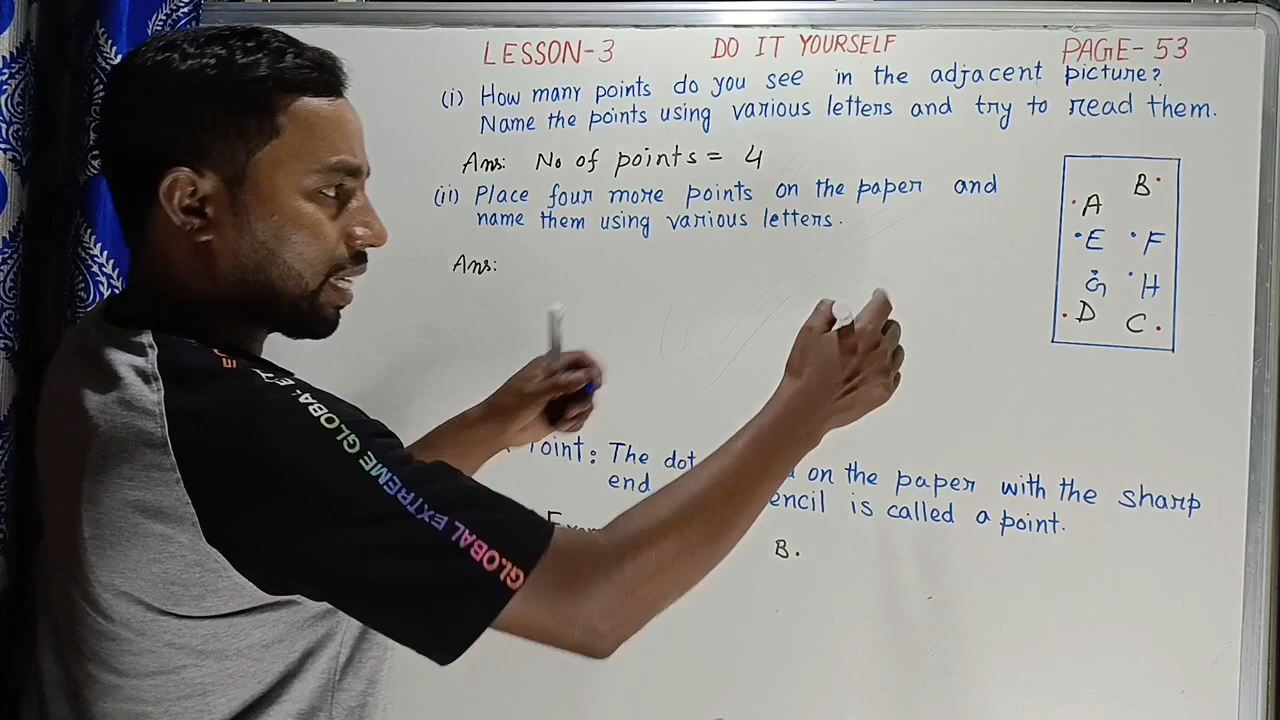 LESSON-3 DO IT YOURSELF PAGE-53
(i) How many points do you see in the adjacent picture?
Name the points using various letters and try to read them.
Ans: No of points = 4
(ii) Place four more points on the paper and
name them using various letters.
Ans:
B
A
E F
G H
D C
Point: The dot on the paper with the sharp
end pencil is called a point.
B.
GLOBAL EXTREME GLOBAL